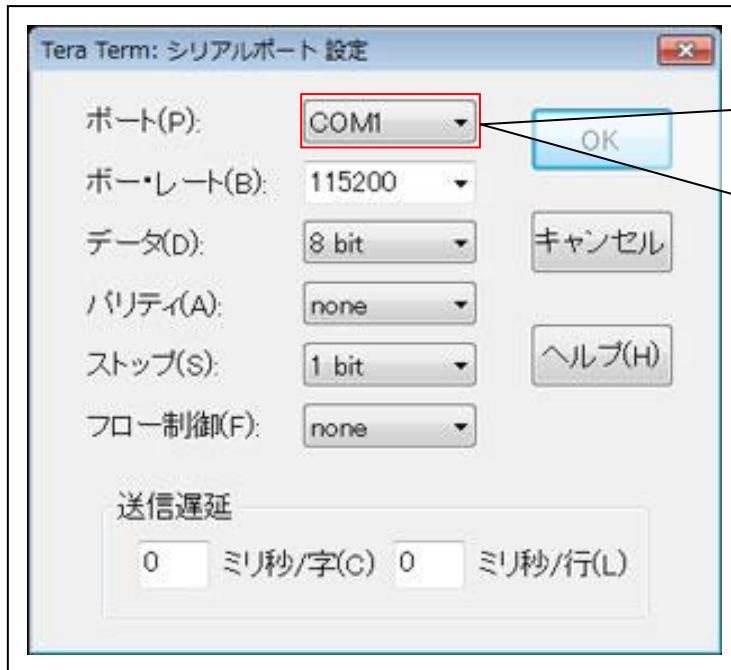 Tera Term: シリアルポート 設定
ポート(P): COM1
OK
ボー・レート(B): 115200
データ(D): 8 bit キャンセル
パリティ(A): none
ストップ(S): 1 bit ヘルプ(H)
フロー制御(F): none
送信遅延
0 ミリ秒/字(C) 0 ミリ秒/行(L)